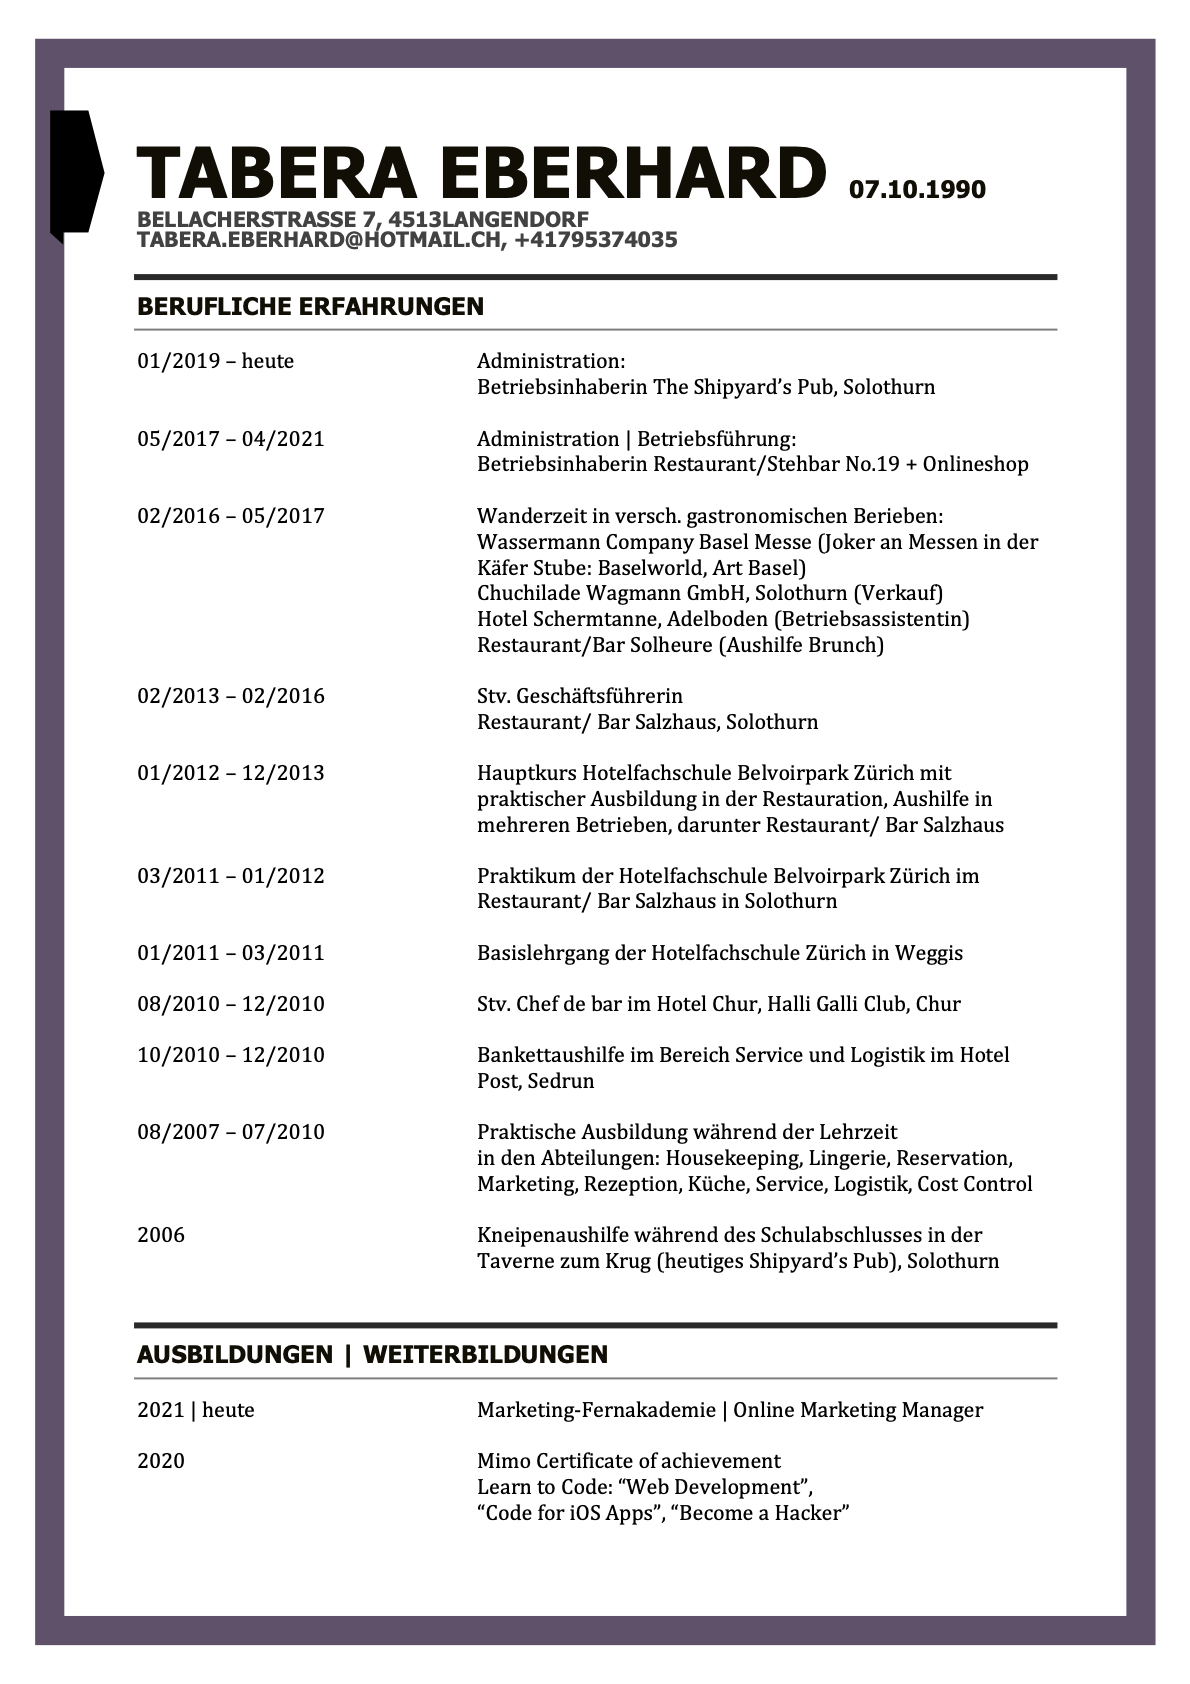 TABERA EBERHARD 07.10.1990
BELLACHERSTRASSE 7, 4513LANGENDORF
TABERA.EBERHARD@HOTMAIL.CH, +41795374035
BERUFLICHE ERFAHRUNGEN
01/2019 – heute Administration:
Betriebsinhaberin The Shipyard’s Pub, Solothurn
05/2017 – 04/2021 Administration | Betriebsführung:
Betriebsinhaberin Restaurant/Stehbar No.19 + Onlineshop
02/2016 – 05/2017 Wanderzeit in versch. gastronomischen Berieben:
Wassermann Company Basel Messe (Joker an Messen in der
Käfer Stube: Baselworld, Art Basel)
Chuchilade Wagmann GmbH, Solothurn (Verkauf)
Hotel Schermtanne, Adelboden (Betriebsassistentin)
Restaurant/Bar Solheure (Aushilfe Brunch)
02/2013 – 02/2016 Stv. Geschäftsführerin
Restaurant/ Bar Salzhaus, Solothurn
01/2012 – 12/2013 Hauptkurs Hotelfachschule Belvoirpark Zürich mit
praktischer Ausbildung in der Restauration, Aushilfe in
mehreren Betrieben, darunter Restaurant/ Bar Salzhaus
03/2011 – 01/2012 Praktikum der Hotelfachschule Belvoirpark Zürich im
Restaurant/ Bar Salzhaus in Solothurn
01/2011 – 03/2011 Basislehrgang der Hotelfachschule Zürich in Weggis
08/2010 – 12/2010 Stv. Chef de bar im Hotel Chur, Halli Galli Club, Chur
10/2010 – 12/2010 Bankettaushilfe im Bereich Service und Logistik im Hotel
Post, Sedrun
08/2007 – 07/2010 Praktische Ausbildung während der Lehrzeit
in den Abteilungen: Housekeeping, Lingerie, Reservation,
Marketing, Rezeption, Küche, Service, Logistik, Cost Control
2006 Kneipenaushilfe während des Schulabschlusses in der
Taverne zum Krug (heutiges Shipyard’s Pub), Solothurn
AUSBILDUNGEN | WEITERBILDUNGEN
2021 | heute Marketing-Fernakademie | Online Marketing Manager
2020 Mimo Certificate of achievement
Learn to Code: “Web Development”,
“Code for iOS Apps”, “Become a Hacker”